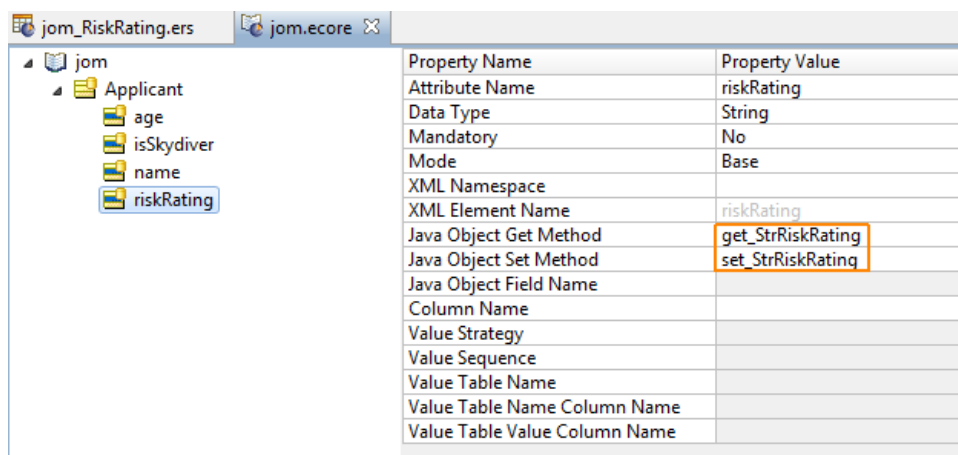 jom_RiskRating.ers jom.ecore
jom
Applicant
age
isSkydiver
name
riskRating
Property Name Property Value
Attribute Name riskRating
Data Type String
Mandatory No
Mode Base
XML Namespace
XML Element Name riskRating
Java Object Get Method get_StrRiskRating
Java Object Set Method set_StrRiskRating
Java Object Field Name
Column Name
Value Strategy
Value Sequence
Value Table Name
Value Table Name Column Name
Value Table Value Column Name